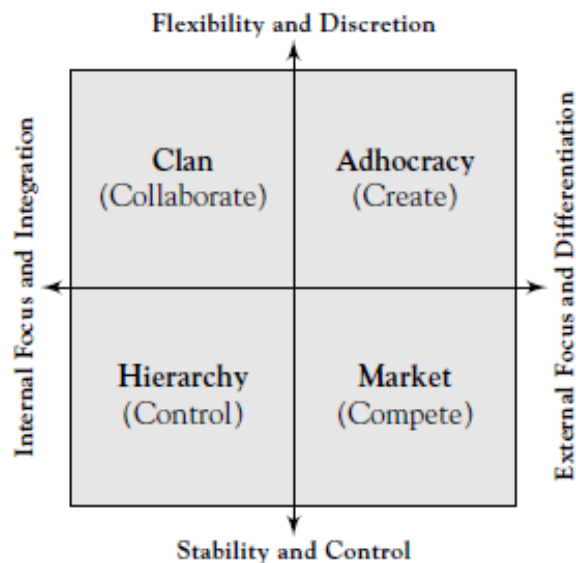 Flexibility and Discretion
Internal Focus and Integration
Clan
(Collaborate)
Adhocracy
(Create)
External Focus and Differentiation
Hierarchy
(Control)
Market
(Compete)
Stability and Control